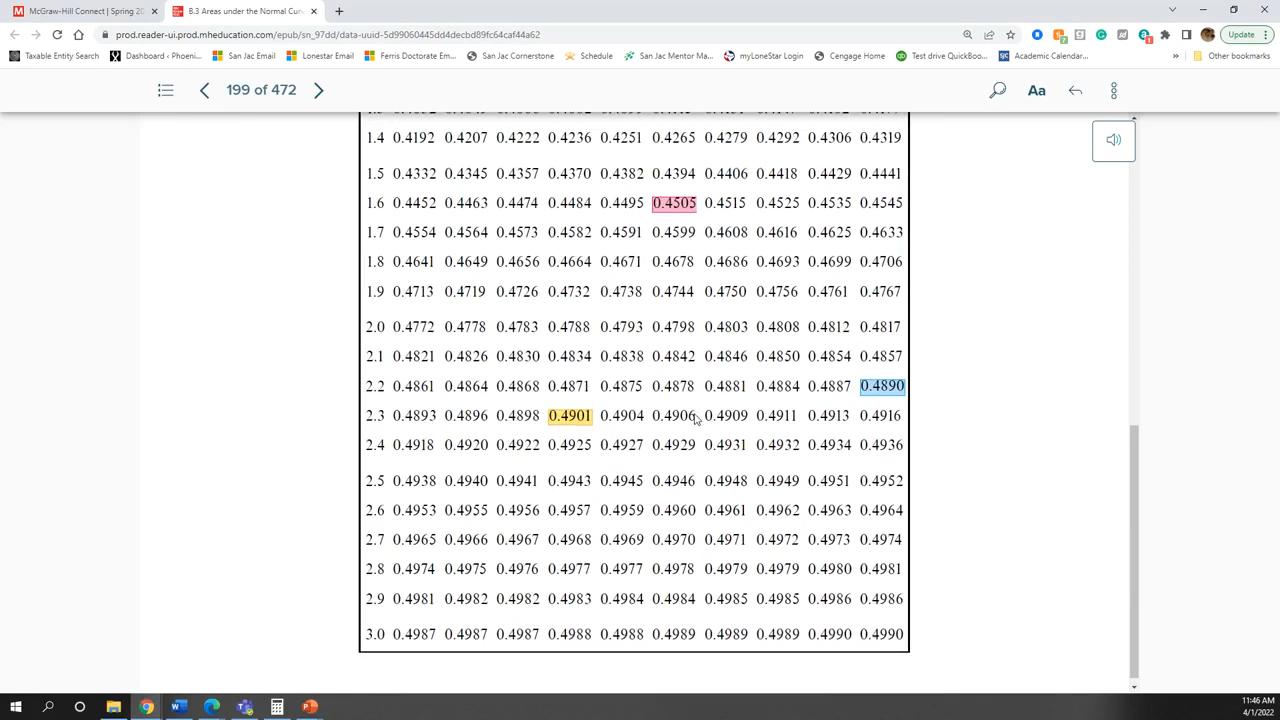 McGraw-Hill Connect | Spring 20
B.3 Areas under the Normal Curv
prod.reader-ui.prod.mheducation.com/epub/sn_97dd/data-uuid-5d99060445dd4decbd89fc64caf44a62
Update
Taxable Entity Search
Dashboard ‹ Phoeni...
San Jac Email
Lonestar Email
Ferris Doctorate Em...
San Jac Cornerstone
Schedule
San Jac Mentor Ma...
myLoneStar Login
Cengage Home
Test drive QuickBoo...
Academic Calendar...
»
Other bookmarks
199 of 472
Aa
1.4 0.4192 0.4207 0.4222 0.4236 0.4251 0.4265 0.4279 0.4292 0.4306 0.4319
1.5 0.4332 0.4345 0.4357 0.4370 0.4382 0.4394 0.4406 0.4418 0.4429 0.4441
1.6 0.4452 0.4463 0.4474 0.4484 0.4495 0.4505 0.4515 0.4525 0.4535 0.4545
1.7 0.4554 0.4564 0.4573 0.4582 0.4591 0.4599 0.4608 0.4616 0.4625 0.4633
1.8 0.4641 0.4649 0.4656 0.4664 0.4671 0.4678 0.4686 0.4693 0.4699 0.4706
1.9 0.4713 0.4719 0.4726 0.4732 0.4738 0.4744 0.4750 0.4756 0.4761 0.4767
2.0 0.4772 0.4778 0.4783 0.4788 0.4793 0.4798 0.4803 0.4808 0.4812 0.4817
2.1 0.4821 0.4826 0.4830 0.4834 0.4838 0.4842 0.4846 0.4850 0.4854 0.4857
2.2 0.4861 0.4864 0.4868 0.4871 0.4875 0.4878 0.4881 0.4884 0.4887 0.4890
2.3 0.4893 0.4896 0.4898 0.4901 0.4904 0.4906 0.4909 0.4911 0.4913 0.4916
2.4 0.4918 0.4920 0.4922 0.4925 0.4927 0.4929 0.4931 0.4932 0.4934 0.4936
2.5 0.4938 0.4940 0.4941 0.4943 0.4945 0.4946 0.4948 0.4949 0.4951 0.4952
2.6 0.4953 0.4955 0.4956 0.4957 0.4959 0.4960 0.4961 0.4962 0.4963 0.4964
2.7 0.4965 0.4966 0.4967 0.4968 0.4969 0.4970 0.4971 0.4972 0.4973 0.4974
2.8 0.4974 0.4975 0.4976 0.4977 0.4977 0.4978 0.4979 0.4979 0.4980 0.4981
2.9 0.4981 0.4982 0.4982 0.4983 0.4984 0.4984 0.4985 0.4985 0.4986 0.4986
3.0 0.4987 0.4987 0.4987 0.4988 0.4988 0.4989 0.4989 0.4989 0.4990 0.4990
11:46 AM
4/1/2022